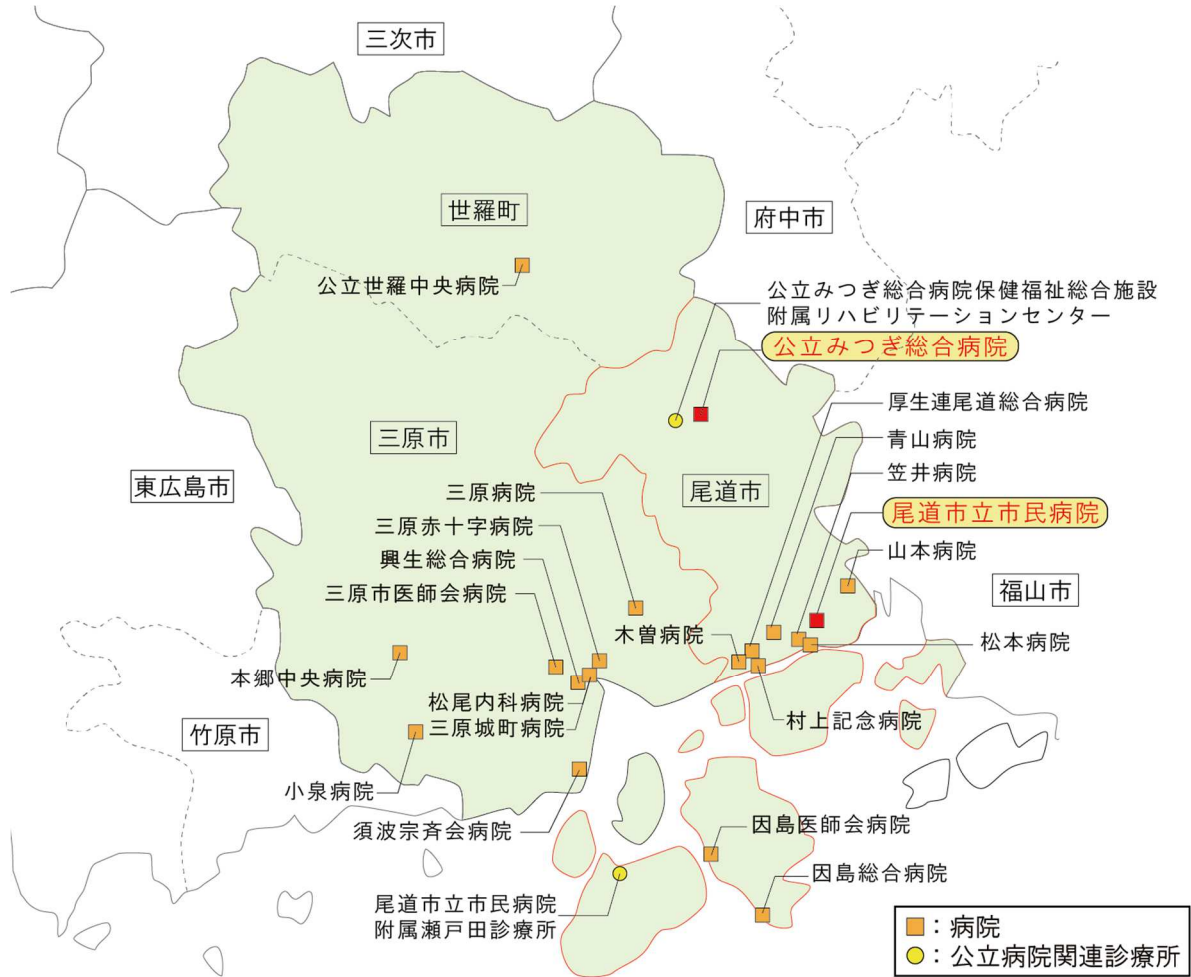 三次市
世羅町
府中市
公立世羅中央病院
公立みつぎ総合病院保健福祉総合施設
附属リハビリテーションセンター
公立みつぎ総合病院
厚生連尾道総合病院
青山病院
笠井病院
尾道市立市民病院
山本病院
三原市
東広島市
尾道市
三原病院
三原赤十字病院
興生総合病院
三原市医師会病院
福山市
木曽病院
松本病院
本郷中央病院
松尾内科病院
三原城町病院
村上記念病院
竹原市
小泉病院
須波宗斉会病院
因島医師会病院
因島総合病院
尾道市立市民病院
附属瀬戸田診療所
:病院
:公立病院関連診療所